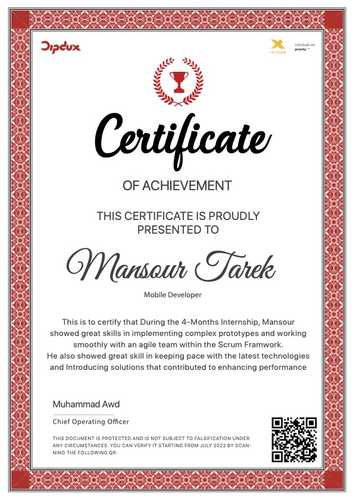 Dipdux
Certificate
OF ACHIEVEMENT
THIS CERTIFICATE IS PROUDLY
PRESENTED TO
Mansour Tarek
Mobile Developer
This is to certify that During the 4-Months Internship, Mansour
showed great skills in implementing complex prototypes and working
smoothly with an agile team within the Scrum Framwork.
He also showed great skill in keeping pace with the latest technologies
and Introducing solutions that contributed to enhancing performance
Muhammad Awd
Chief Operating Officer
THIS DOCUMENT IS PROTECTED AND IS NOT SUBJECT TO FALSIFICATION UNDER
ANY CIRCUMSTANCES. YOU CAN VERIFY IT STARTING FROM JULY 2023 BY SCAN-
NING THE FOLLOWING QR